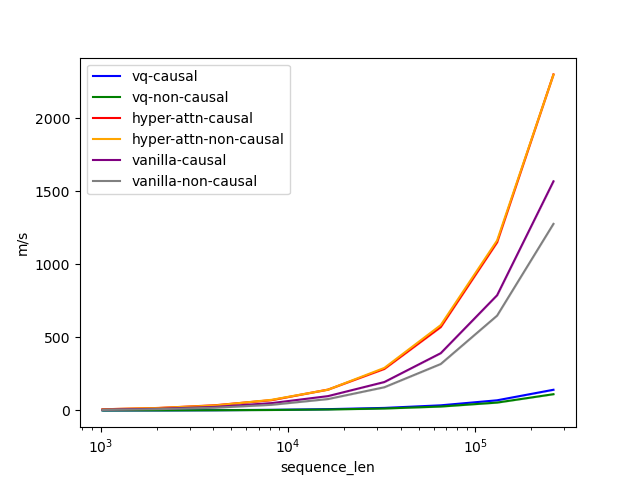 vq-causal
vq-non-causal
hyper-attn-causal
hyper-attn-non-causal
vanilla-causal
vanilla-non-causal
2000
1500
1000
500
0
m/s
10³ 10⁴ 10⁵
sequence_len